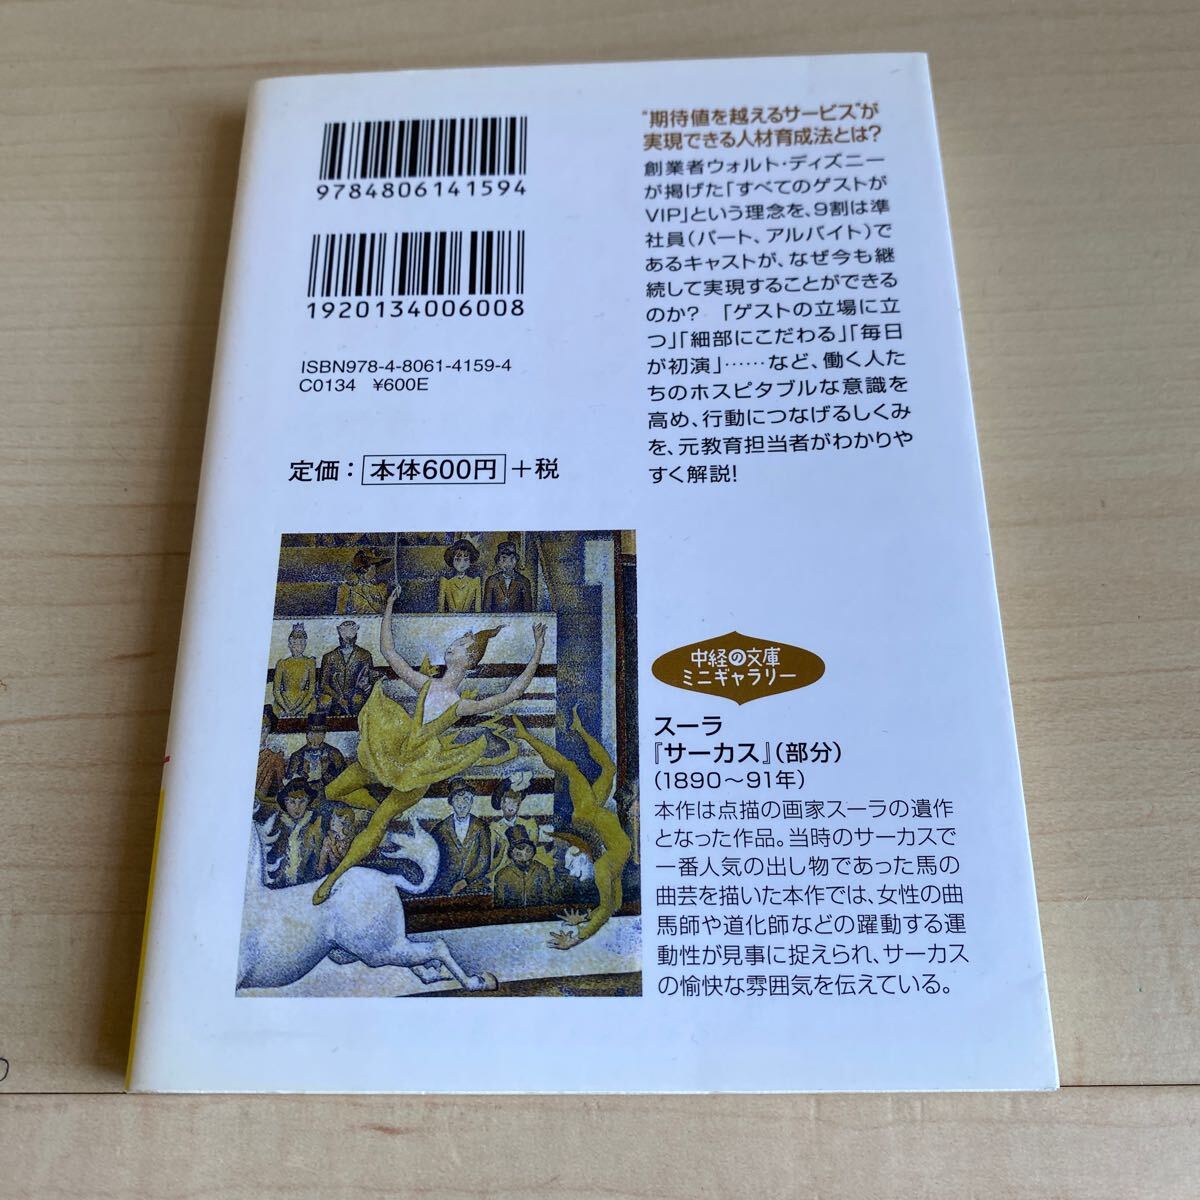 9784806141594
1920134006008
ISBN978-4-8061-4159-4
C0134 ¥600E
定価：本体600円+税
“期待値を越えるサービス”が
実現できる人材育成法とは?
創業者ウォルト・ディズニー
が掲げた「すべてのゲストが
VIP」という理念を、9割は準
社員(パート、アルバイト)で
あるキャストが、なぜ今も継
続して実現することができる
のか? 「ゲストの立場に立
つ」「細部にこだわる」「毎日
が初演」……など、働く人た
ちのホスピタブルな意識を
高め、行動につなげるしくみ
を、元教育担当者がわかりや
すく解説!
中経の文庫
ミニギャラリー
スーラ
『サーカス』(部分)
(1890〜91年)
本作は点描の画家スーラの遺作
となった作品。当時のサーカスで
一番人気の出し物であった馬の
曲芸を描いた本作では、女性の曲
馬師や道化師などの躍動する運
動性が見事に捉えられ、サーカス
の愉快な雰囲気を伝えている。